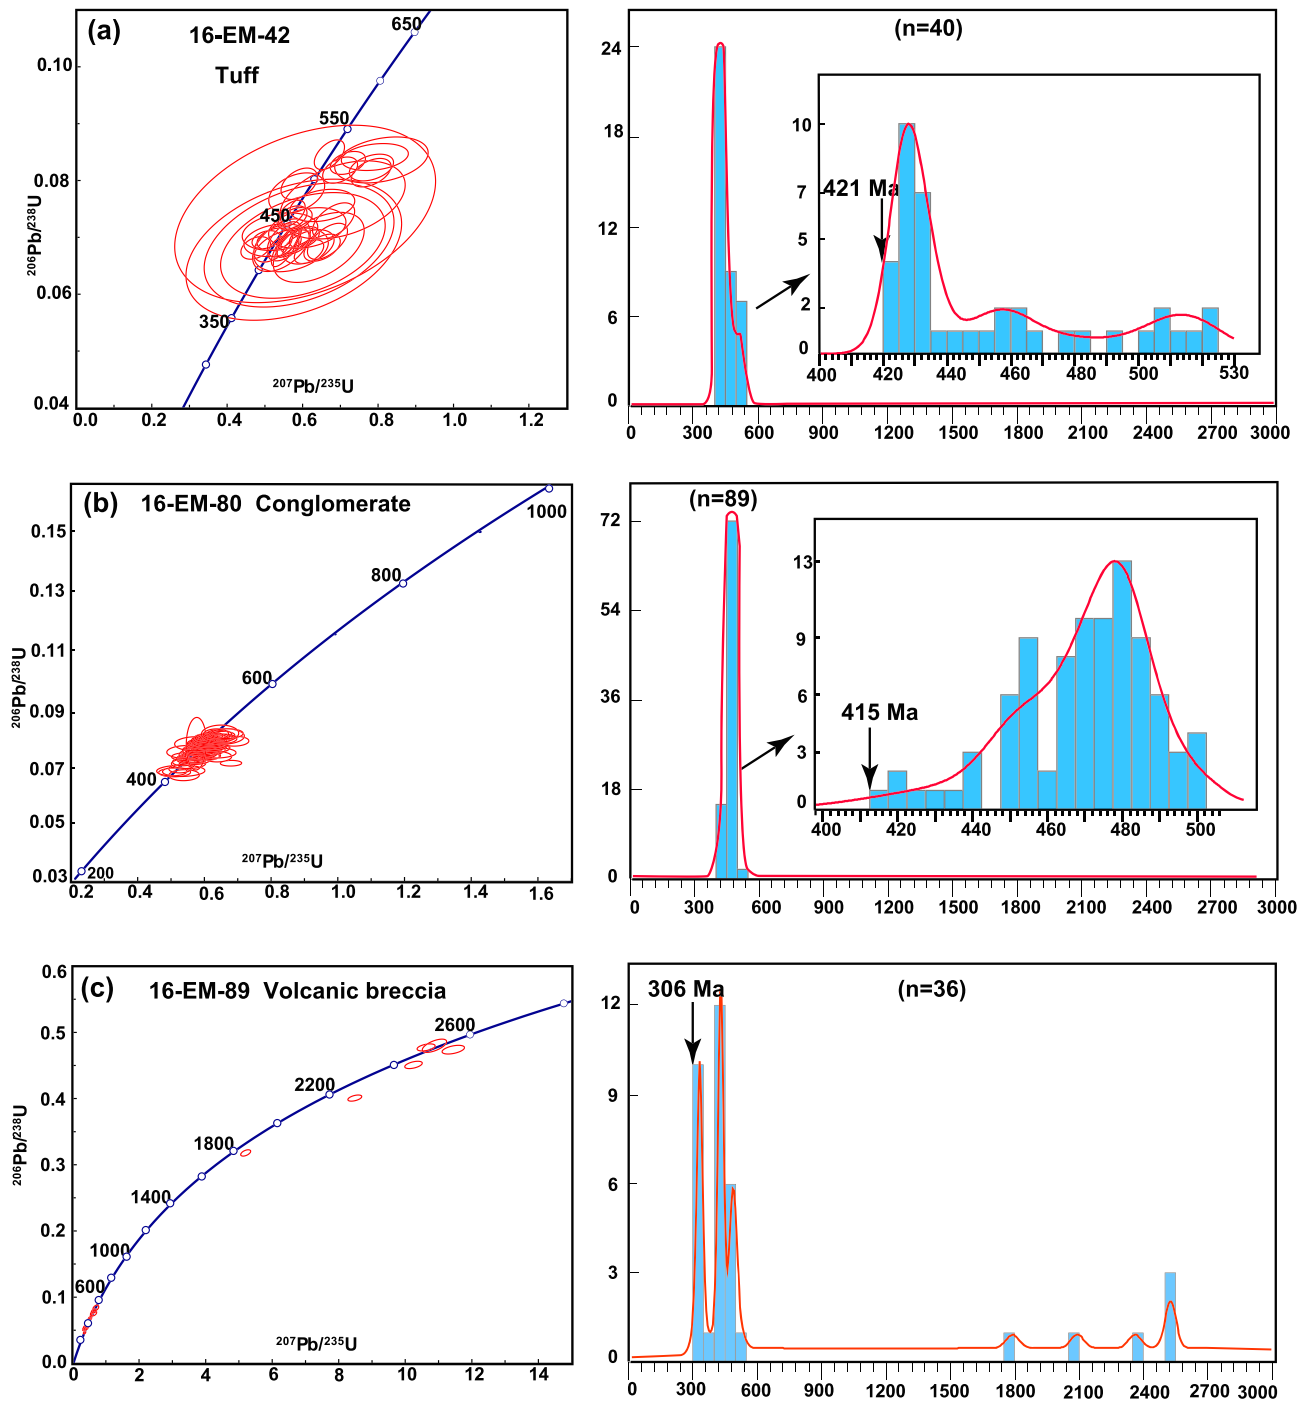 (a)
16-EM-42
Tuff
650
550
450
350
0.10
0.08
0.06
0.04
206Pb/238U
207Pb/235U
0.0 0.2 0.4 0.6 0.8 1.0 1.2
(n=40)
24
18
12
6
0
0 300 600 900 1200 1500 1800 2100 2400 2700 3000
421 Ma
10
7
5
2
0
400 420 440 460 480 500 530
(b)
16-EM-80 Conglomerate
1000
800
600
400
200
0.15
0.13
0.11
0.09
0.07
0.05
0.03
206Pb/238U
207Pb/235U
0.2 0.4 0.6 0.8 1.0 1.2 1.4 1.6
(n=89)
72
54
36
18
0
0 300 600 900 1200 1500 1800 2100 2400 2700 3000
415 Ma
13
9
6
3
0
400 420 440 460 480 500
(c)
16-EM-89 Volcanic breccia
2600
2200
1800
1400
1000
600
0.6
0.5
0.4
0.3
0.2
0.1
0.0
206Pb/238U
207Pb/235U
0 2 4 6 8 10 12 14
306 Ma
(n=36)
12
9
6
3
0
0 300 600 900 1200 1500 1800 2100 2400 2700 3000